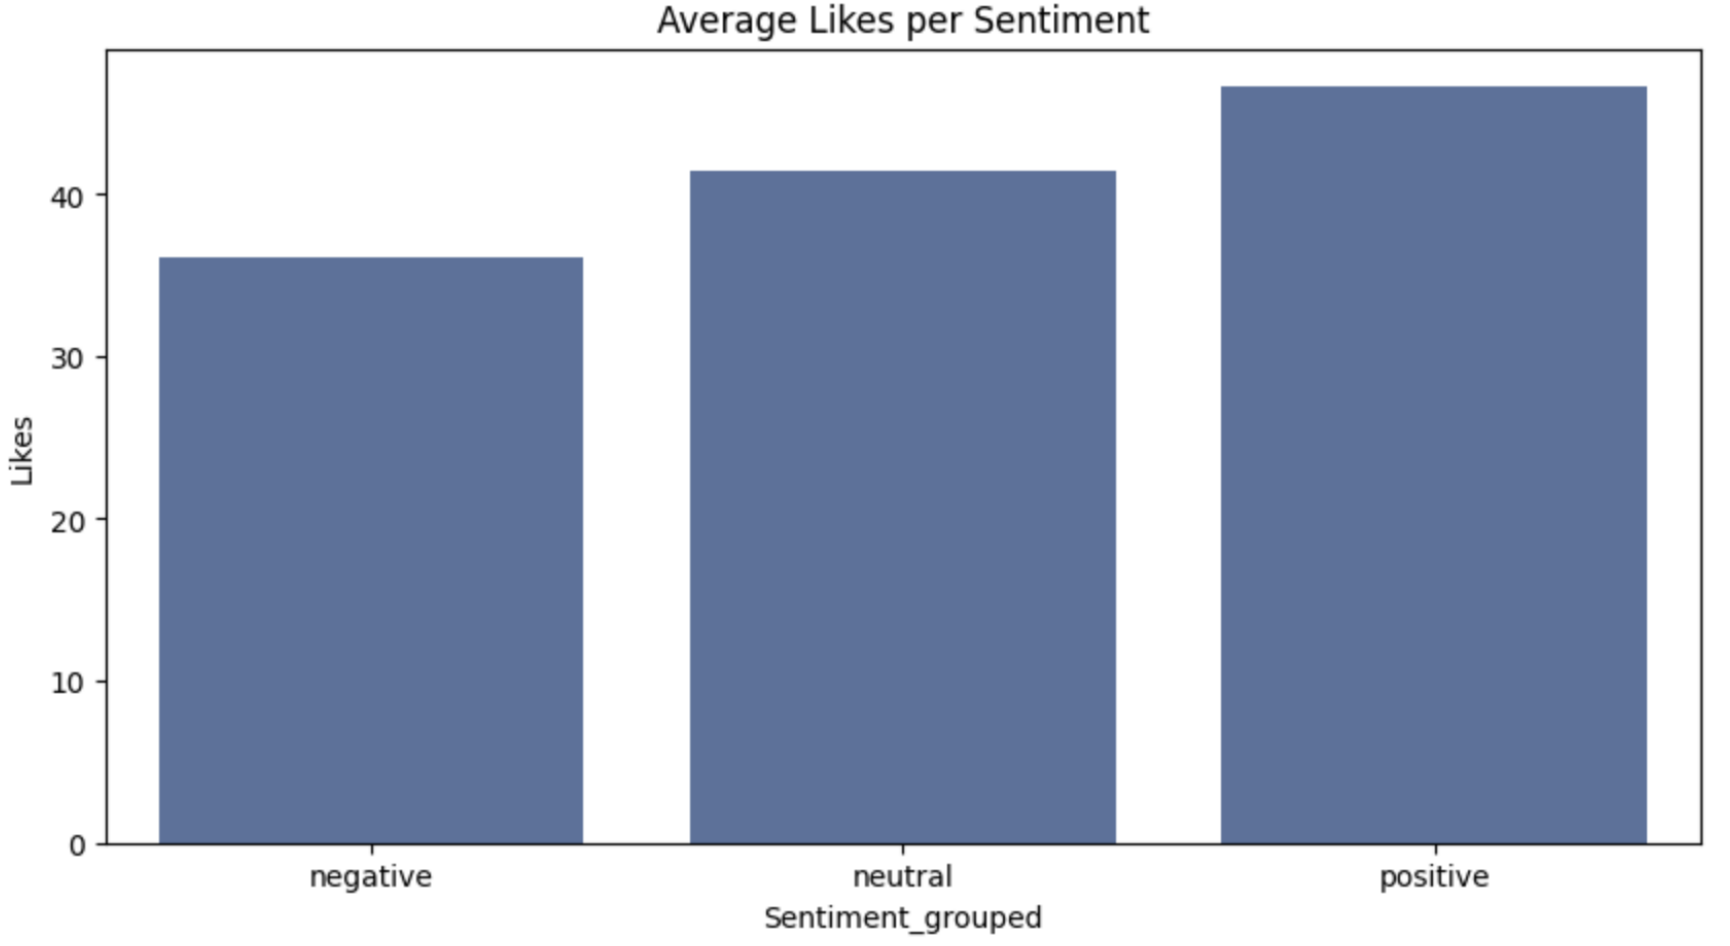 Average Likes per Sentiment
Likes
40
30
20
10
0
negative neutral positive
Sentiment_grouped